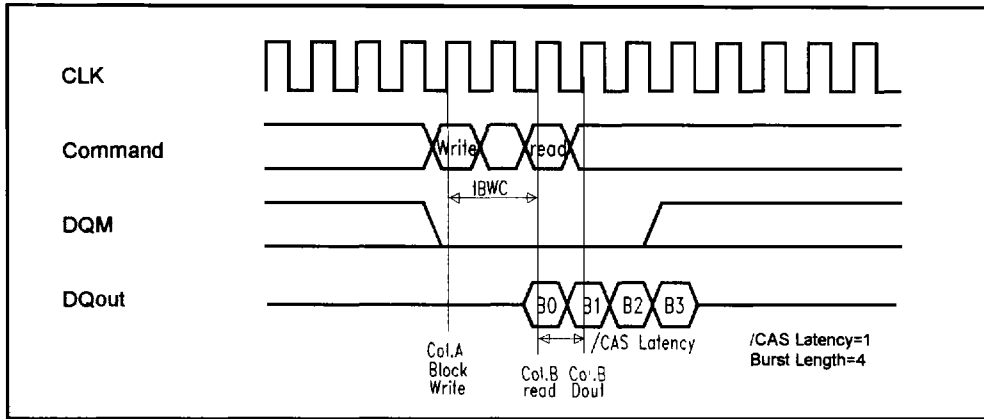 CLK
Command
Write
read
tBWC
DQM
DQout
B0
B1
B2
B3
/CAS Latency
/CAS Latency=1
Burst Length=4
Col.A
Block
Write
Col.B
read
Col.B
Dout